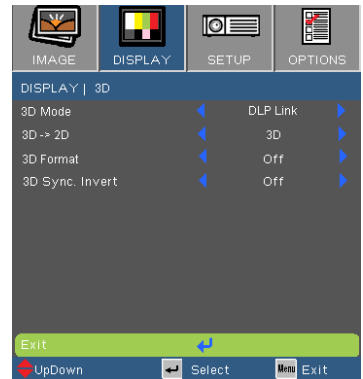 IMAGE DISPLAY SETUP OPTIONS
DISPLAY | 3D
3D Mode DLP Link
3D -> 2D 3D
3D Format Off
3D Sync. Invert Off
Exit
UpDown Select Menu Exit